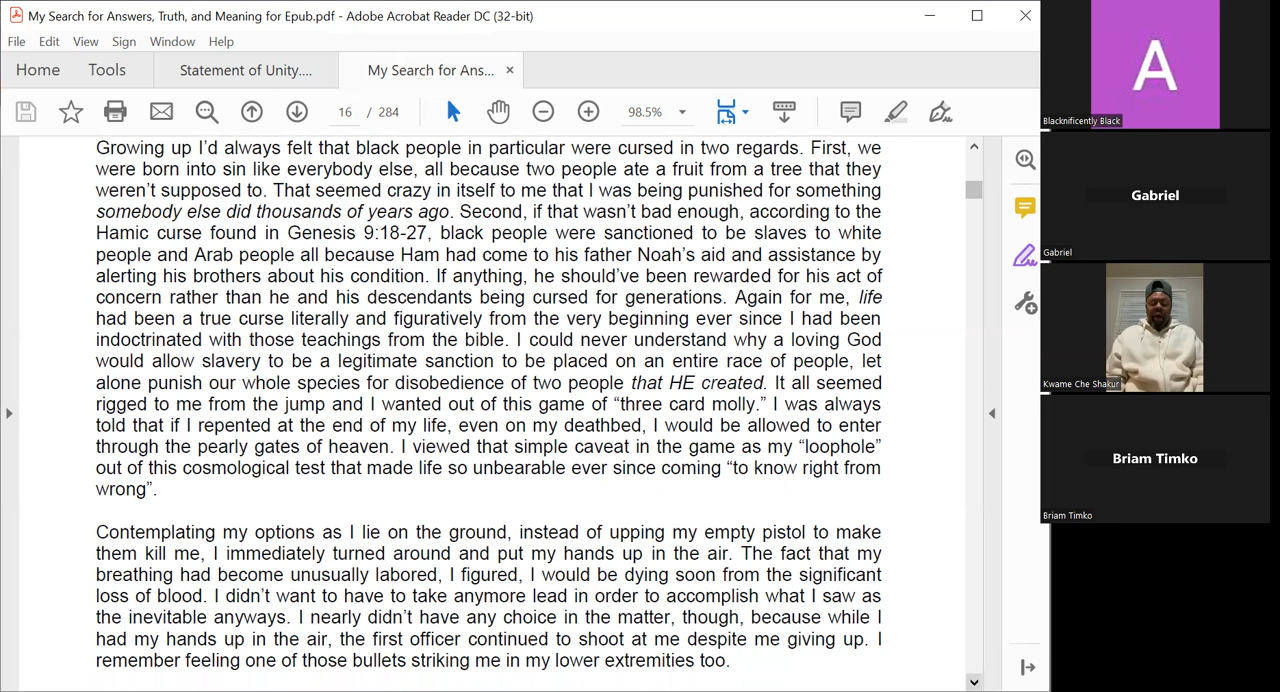 My Search for Answers, Truth, and Meaning for Epub.pdf - Adobe Acrobat Reader DC (32-bit)
File Edit View Sign Window Help
Home Tools Statement of Unity.... My Search for Ans... ×
16 / 284 98.5%
Growing up I'd always felt that black people in particular were cursed in two regards. First, we
were born into sin like everybody else, all because two people ate a fruit from a tree that they
weren't supposed to. That seemed crazy in itself to me that I was being punished for something
somebody else did thousands of years ago. Second, if that wasn't bad enough, according to the
Hamic curse found in Genesis 9:18-27, black people were sanctioned to be slaves to white
people and Arab people all because Ham had come to his father Noah's aid and assistance by
alerting his brothers about his condition. If anything, he should've been rewarded for his act of
concern rather than he and his descendants being cursed for generations. Again for me, life
had been a true curse literally and figuratively from the very beginning ever since I had been
indoctrinated with those teachings from the bible. I could never understand why a loving God
would allow slavery to be a legitimate sanction to be placed on an entire race of people, let
alone punish our whole species for disobedience of two people that HE created. It all seemed
rigged to me from the jump and I wanted out of this game of “three card molly.” I was always
told that if I repented at the end of my life, even on my deathbed, I would be allowed to enter
through the pearly gates of heaven. I viewed that simple caveat in the game as my “loophole”
out of this cosmological test that made life so unbearable ever since coming “to know right from
wrong”.
Contemplating my options as I lie on the ground, instead of upping my empty pistol to make
them kill me, I immediately turned around and put my hands up in the air. The fact that my
breathing had become unusually labored, I figured, I would be dying soon from the significant
loss of blood. I didn't want to have to take anymore lead in order to accomplish what I saw as
the inevitable anyways. I nearly didn't have any choice in the matter, though, because while I
had my hands up in the air, the first officer continued to shoot at me despite me giving up. I
remember feeling one of those bullets striking me in my lower extremities too.
A
Blacknificently Black
Gabriel
Gabriel
Kwame Che Shakur
Briam Timko
Briam Timko